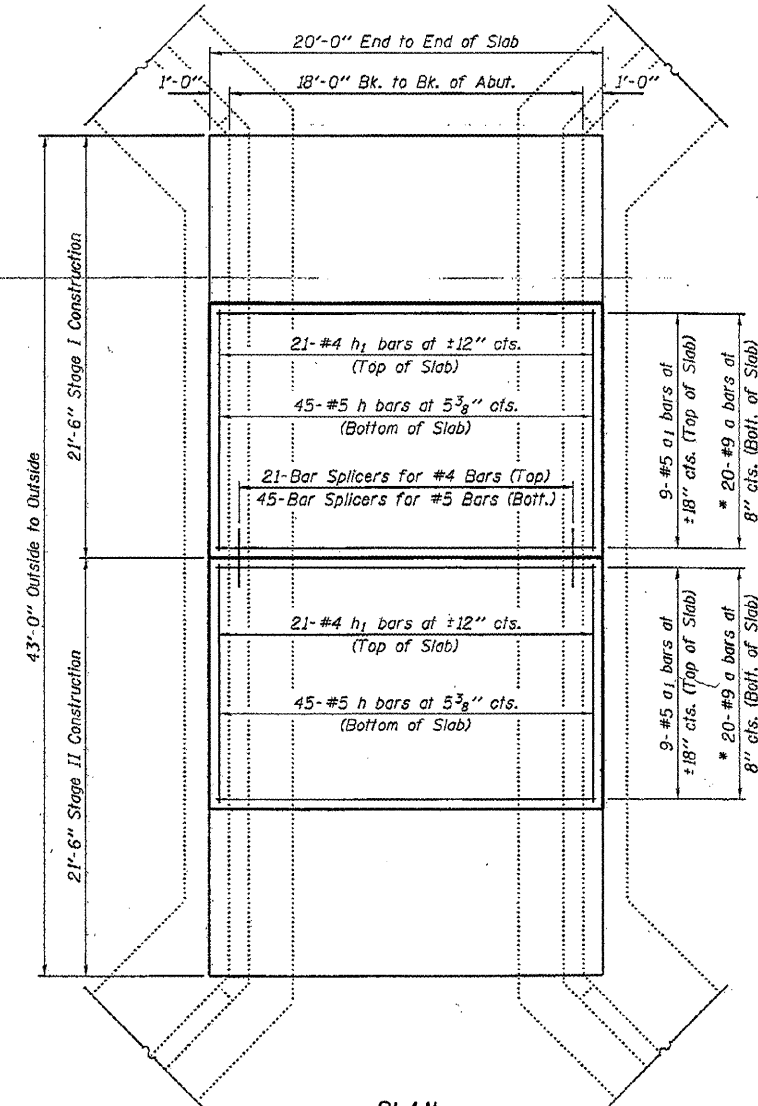 20'-0" End to End of Slab
1'-0"
18'-0" Bk. to Bk. of Abut.
1'-0"
43'-0" Outside to Outside
21'-6" Stage I Construction
21-#4 h1 bars at ±12" cts.
(Top of Slab)
45-#5 h bars at 5 3/8" cts.
(Bottom of Slab)
21-Bar Splicers for #4 Bars (Top)
45-Bar Splicers for #5 Bars (Bott.)
9-#5 a1 bars at
±18" cts. (Top of Slab)
* 20-#9 a bars at
8" cts. (Bott. of Slab)
21'-6" Stage II Construction
21-#4 h1 bars at ±12" cts.
(Top of Slab)
45-#5 h bars at 5 3/8" cts.
(Bottom of Slab)
9-#5 a1 bars at
±18" cts. (Top of Slab)
* 20-#9 a bars at
8" cts. (Bott. of Slab)